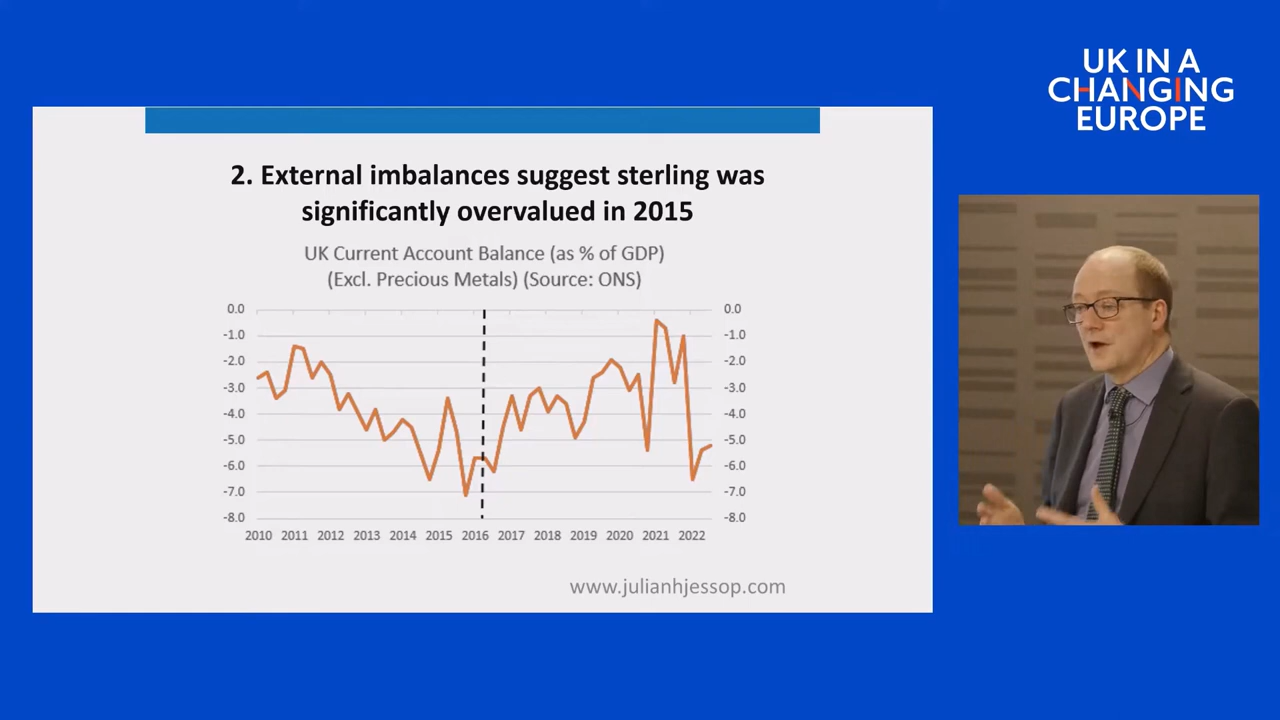 UK IN A
CHANGING
EUROPE
2. External imbalances suggest sterling was
significantly overvalued in 2015
UK Current Account Balance (as % of GDP)
(Excl. Precious Metals) (Source: ONS)
0.0 0.0
-1.0 -1.0
-2.0 -2.0
-3.0 -3.0
-4.0 -4.0
-5.0 -5.0
-6.0 -6.0
-7.0 -7.0
-8.0 -8.0
2010 2011 2012 2013 2014 2015 2016 2017 2018 2019 2020 2021 2022
www.julianhjessop.com